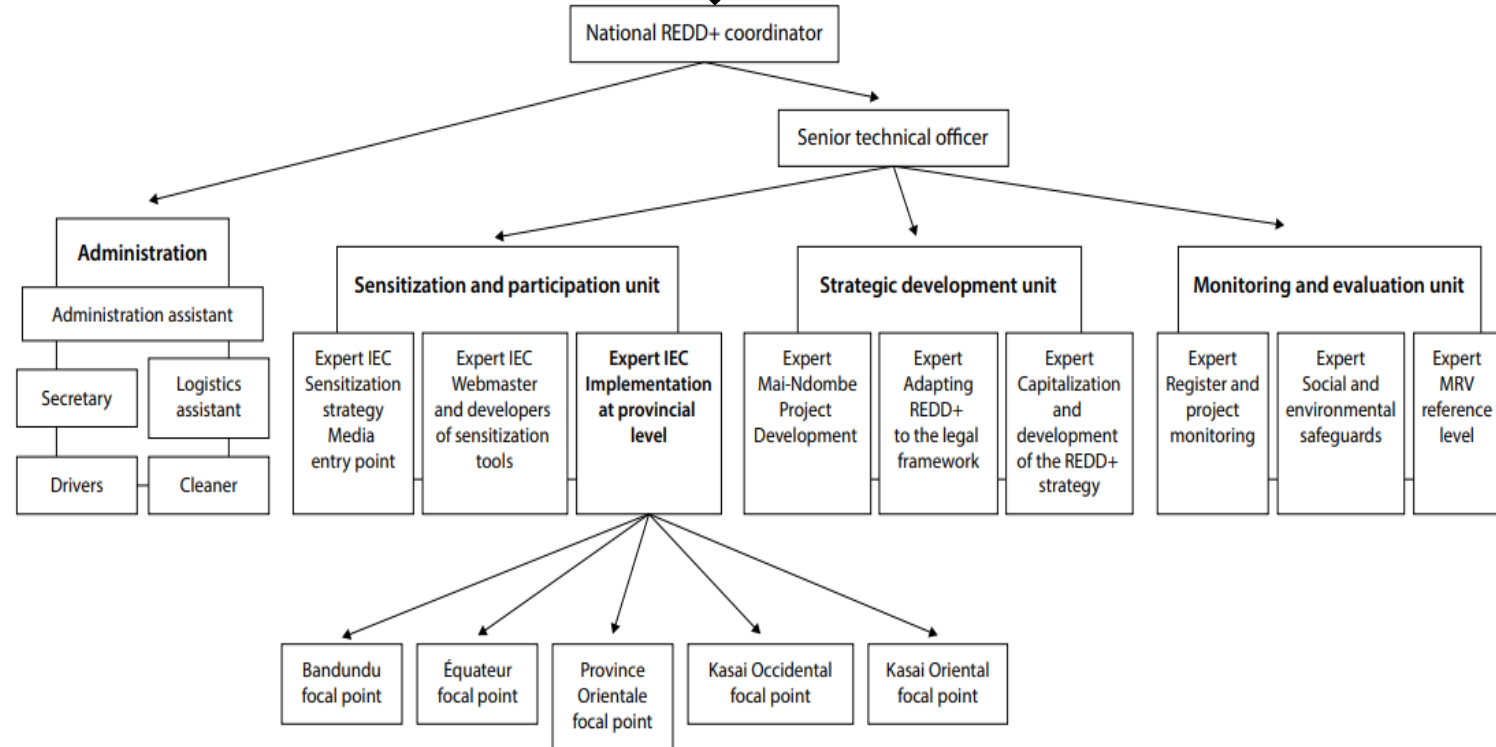 National REDD+ coordinator
Senior technical officer
Administration
Administration assistant
Secretary
Logistics
assistant
Drivers
Cleaner
Sensitization and participation unit
Expert IEC
Sensitization
strategy
Media
entry point
Expert IEC
Webmaster
and developers
of sensitization
tools
Expert IEC
Implementation
at provincial
level
Strategic development unit
Expert
Mai-Ndombe
Project
Development
Expert
Adapting
REDD+
to the legal
framework
Expert
Capitalization
and
development
of the REDD+
strategy
Monitoring and evaluation unit
Expert
Register and
project
monitoring
Expert
Social and
environmental
safeguards
Expert
MRV
reference
level
Bandundu
focal point
Équateur
focal point
Province
Orientale
focal point
Kasai Occidental
focal point
Kasai Oriental
focal point